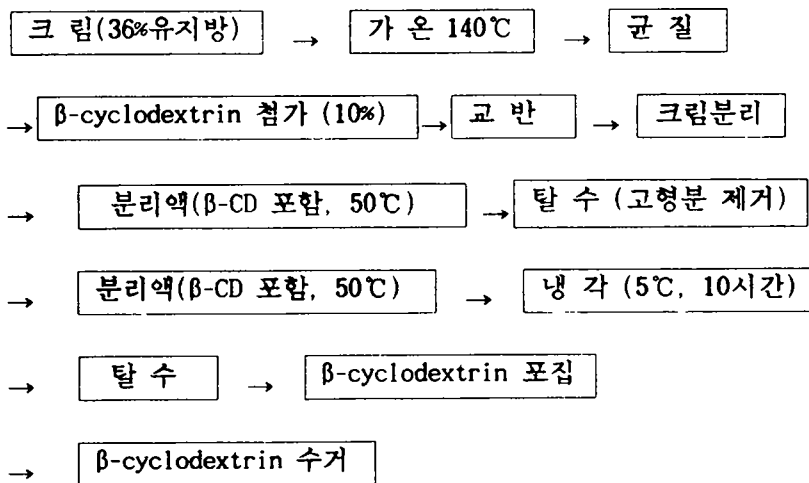 크 림(36%유지방) → 가 온 140℃ → 균 질
→ β-cyclodextrin 첨가 (10%) → 교 반 → 크림분리
→ 분리액(β-CD 포함, 50℃) → 탈 수 (고형분 제거)
→ 분리액(β-CD 포함, 50℃) → 냉 각 (5℃, 10시간)
→ 탈 수 → β-cyclodextrin 포집
→ β-cyclodextrin 수거